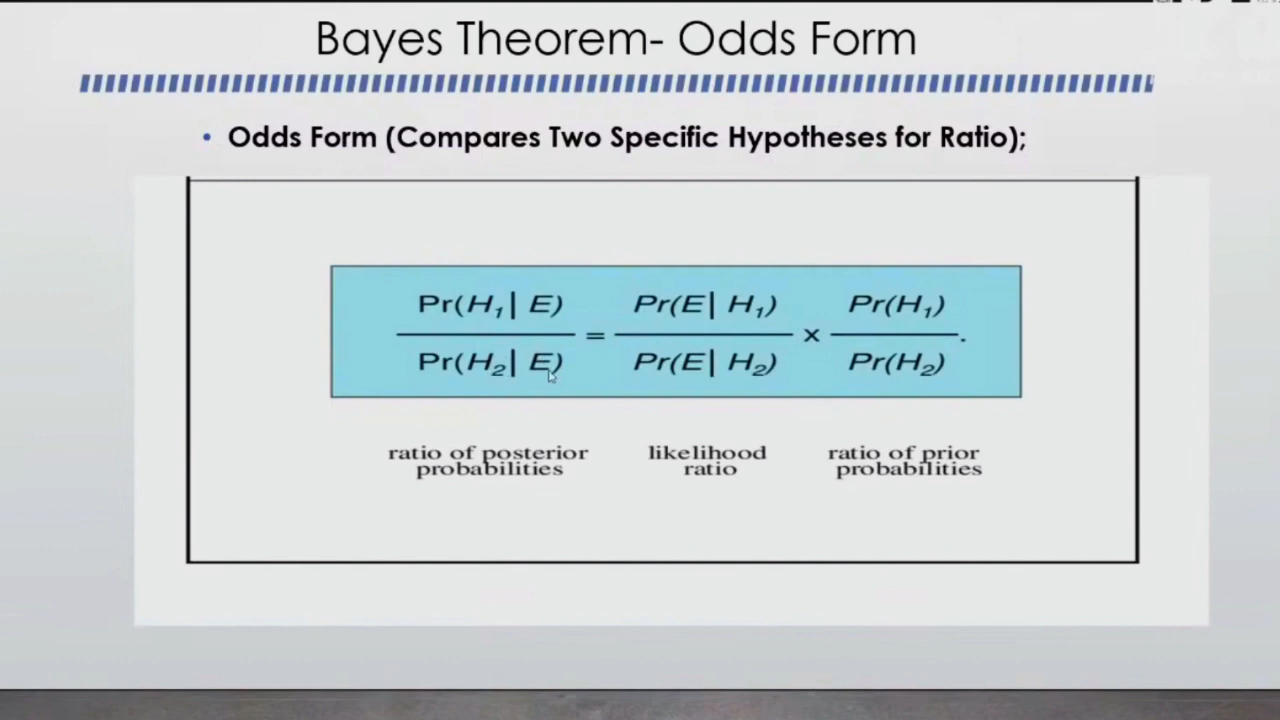 Bayes Theorem- Odds Form
• Odds Form (Compares Two Specific Hypotheses for Ratio);
Pr(H₁| E) / Pr(H₂| E) = Pr(E| H₁) / Pr(E| H₂) x Pr(H₁) / Pr(H₂).
ratio of posterior probabilities
likelihood ratio
ratio of prior probabilities